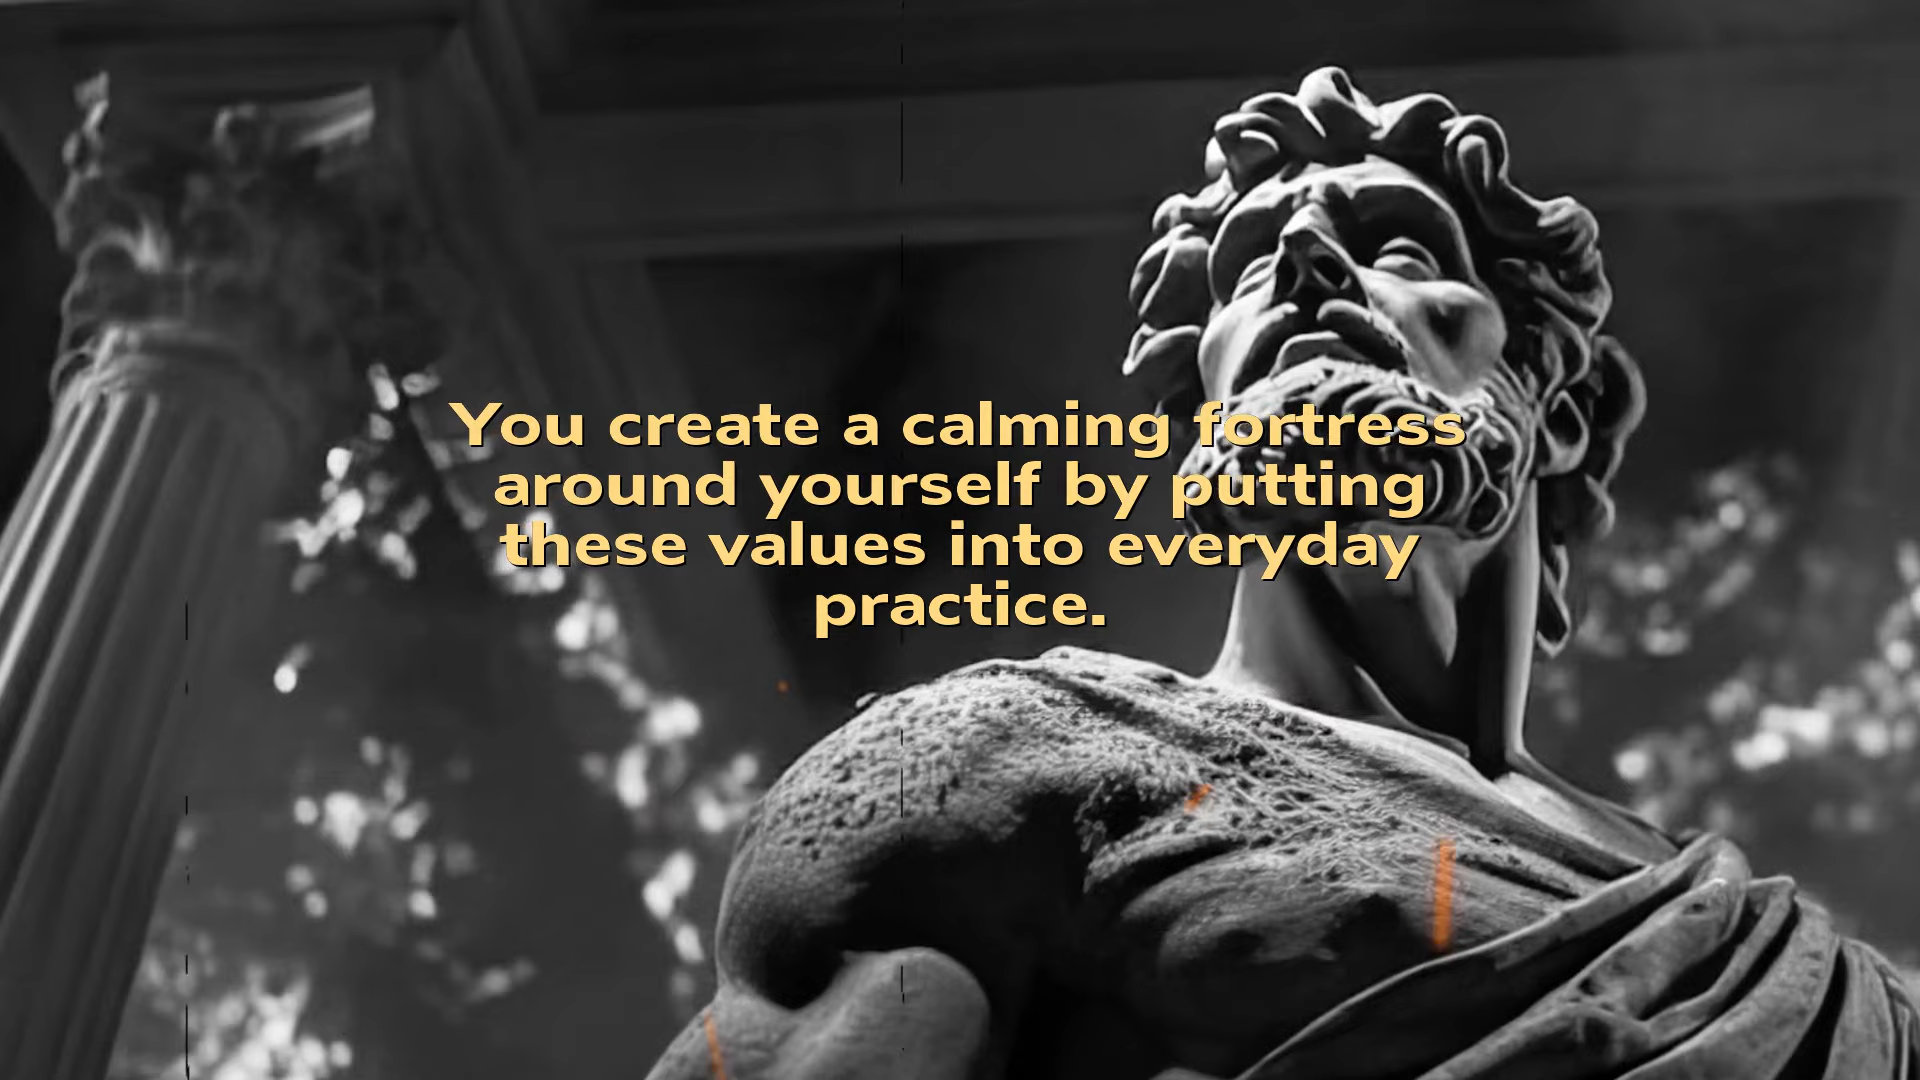 You create a calming fortress
around yourself by putting
these values into everyday
practice.